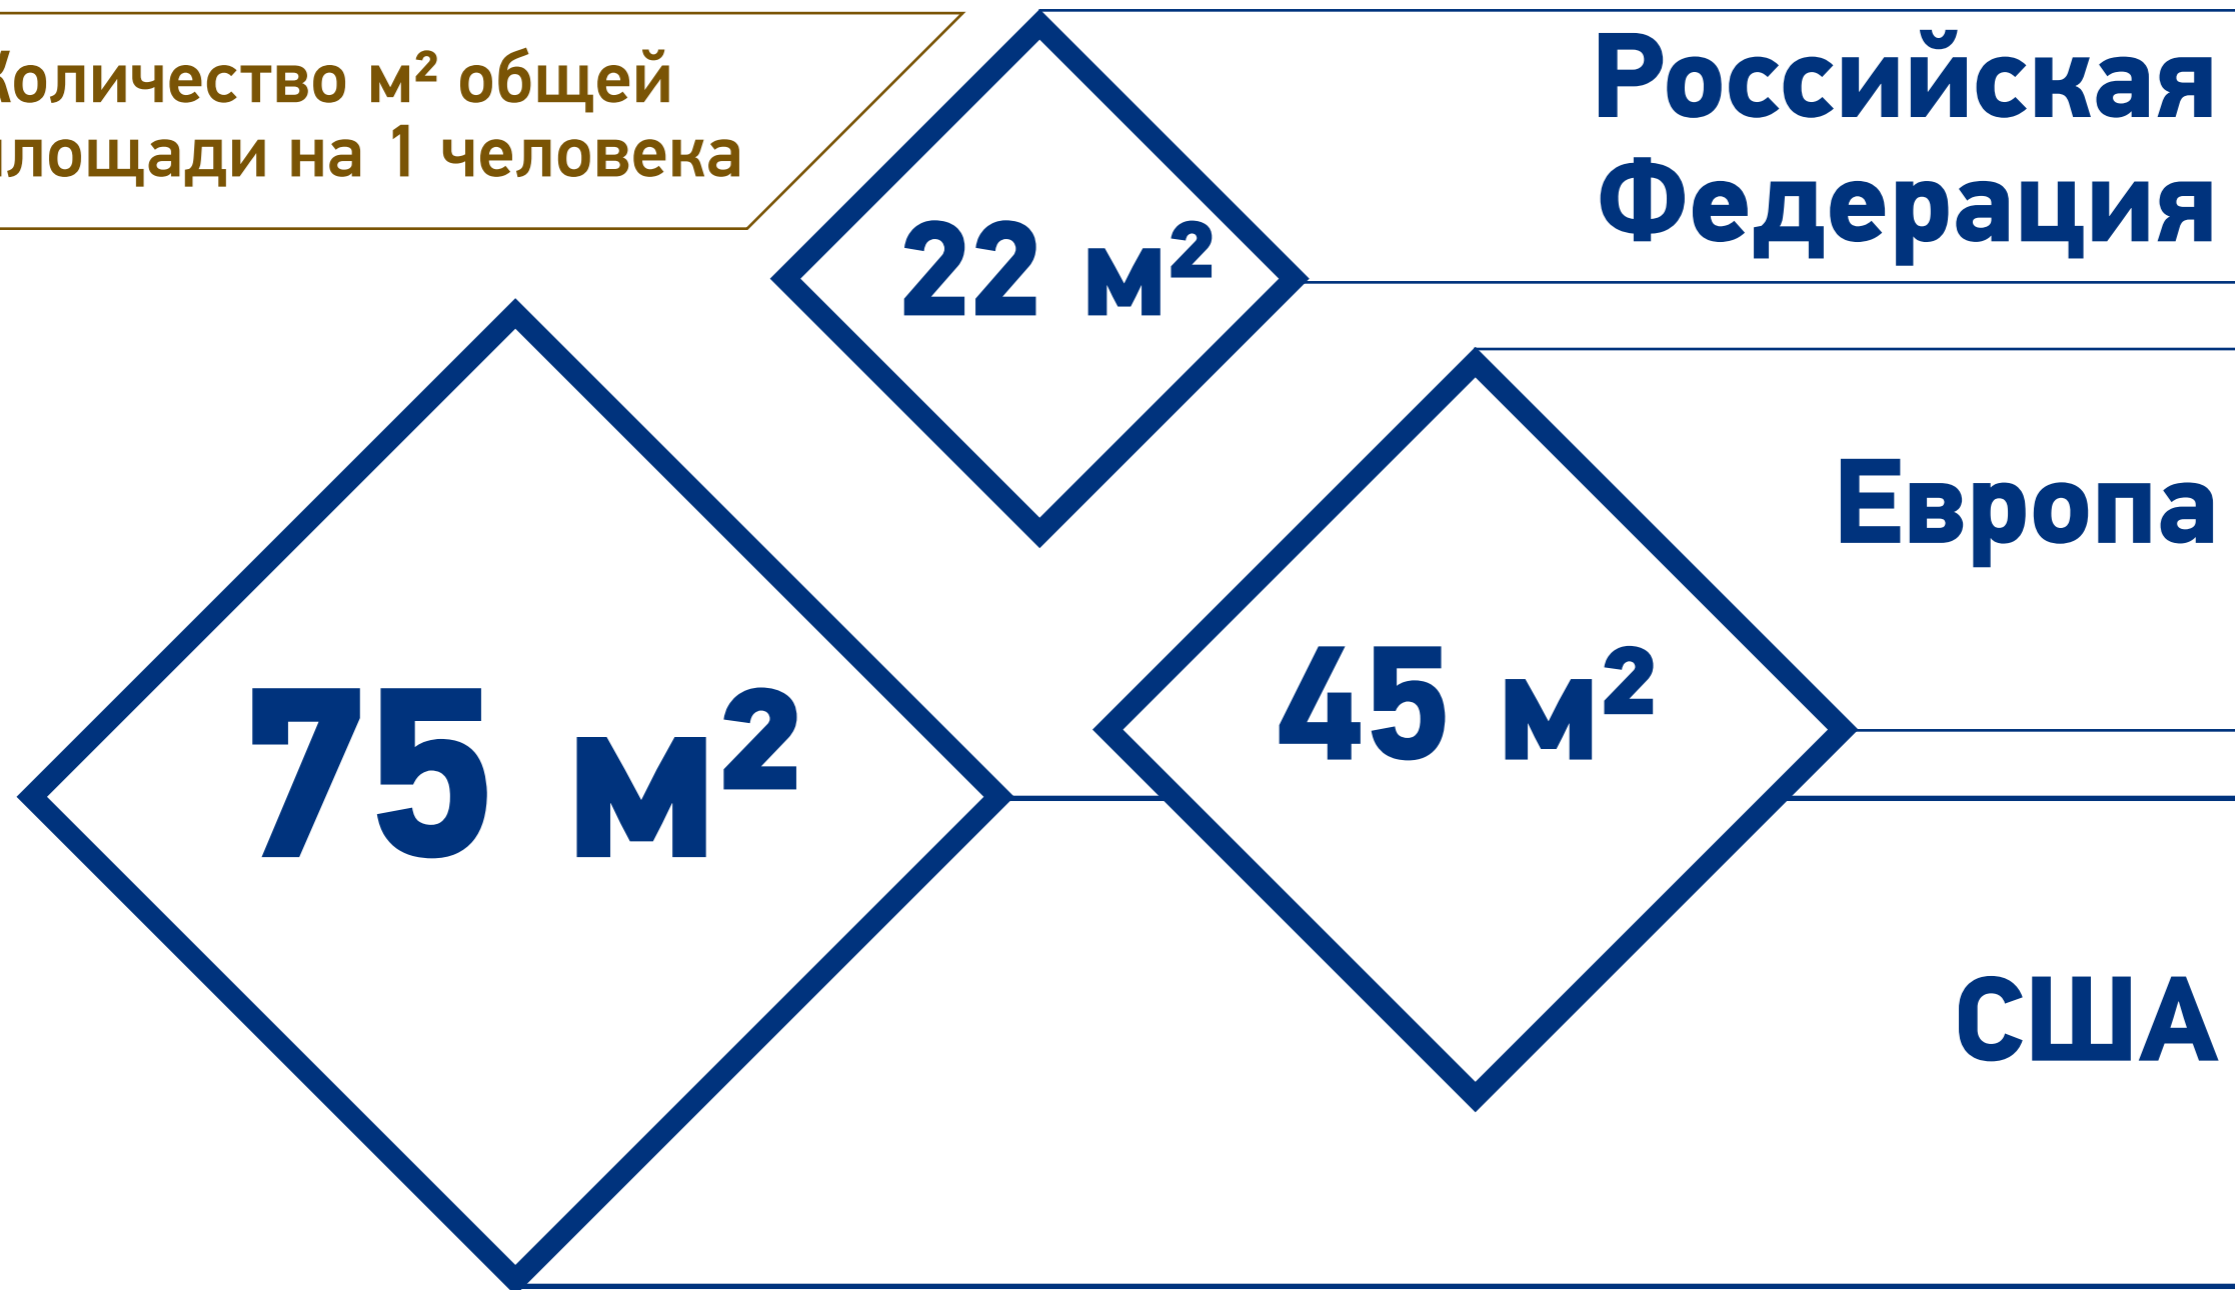 Количество м² общей
площади на 1 человека
Российская
Федерация
22 м²
Европа
45 м²
75 м²
США